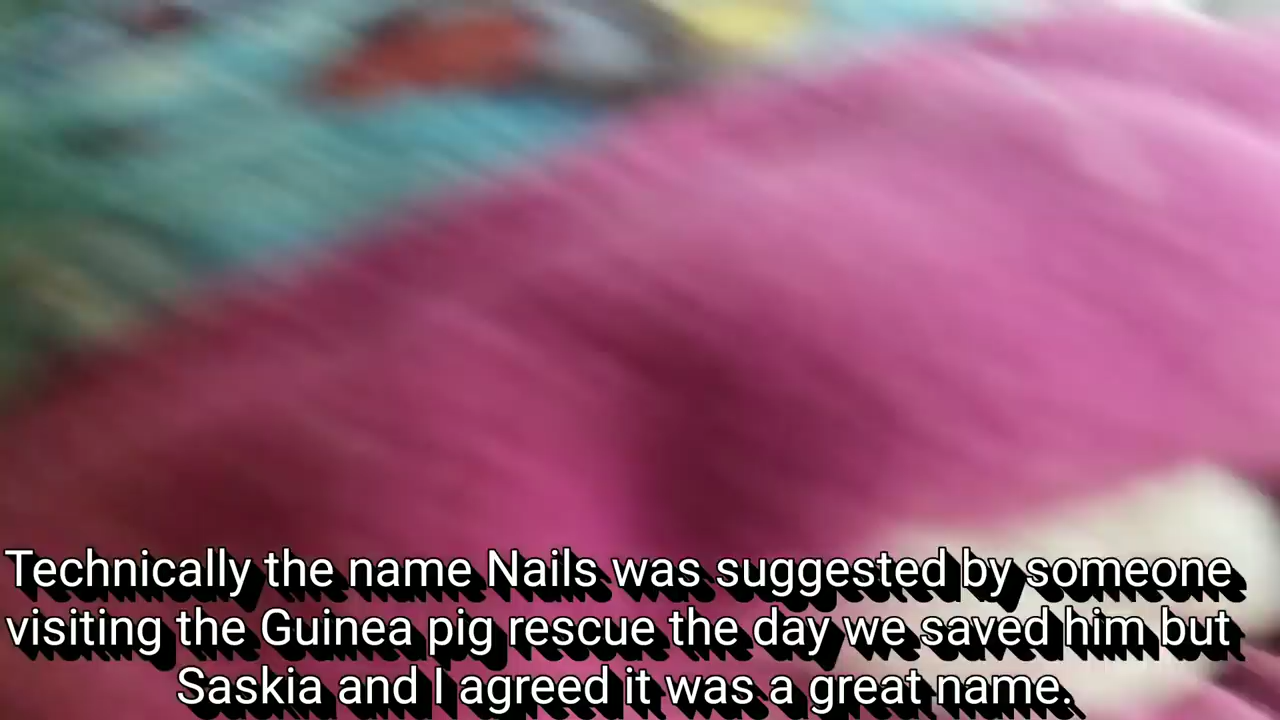 Technically the name Nails was suggested by someone
visiting the Guinea pig rescue the day we saved him but
Saskia and I agreed it was a great name.